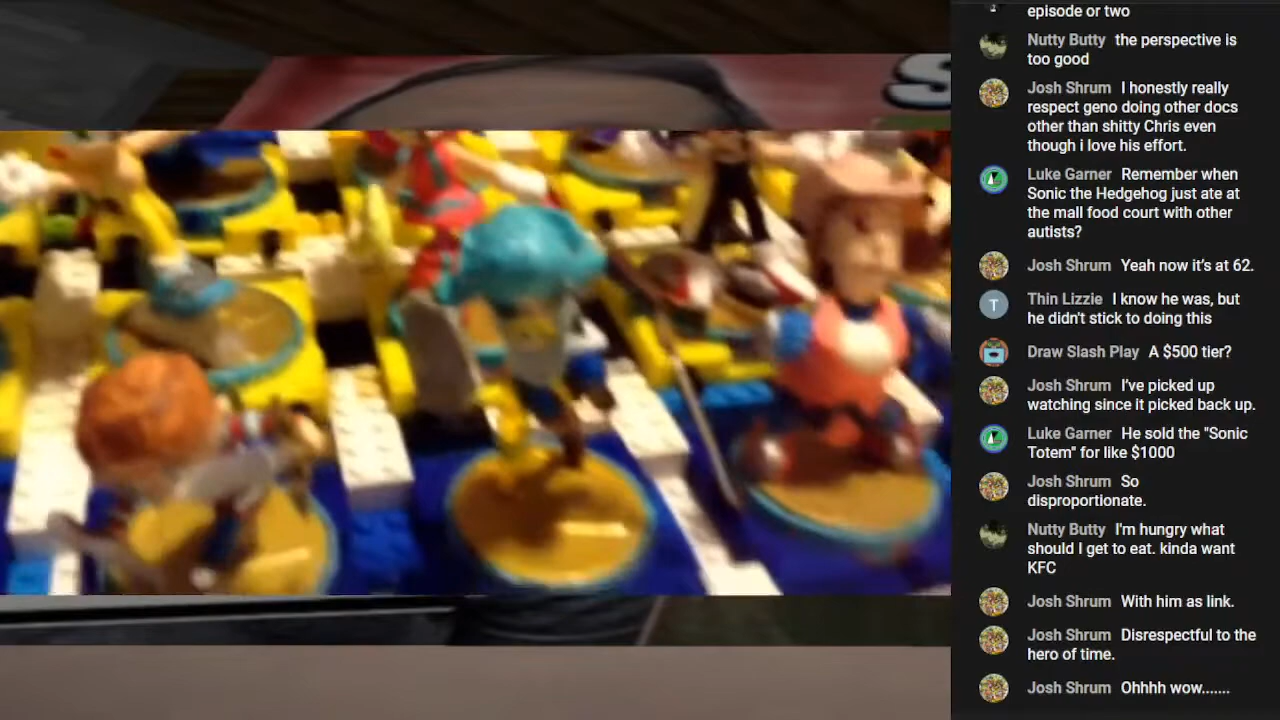 episode or two
Nutty Butty the perspective is
too good
Josh Shrum I honestly really
respect geno doing other docs
other than shitty Chris even
though i love his effort.
Luke Garner Remember when
Sonic the Hedgehog just ate at
the mall food court with other
autists?
Josh Shrum Yeah now it's at 62.
T
Thin Lizzie I know he was, but
he didn't stick to doing this
Draw Slash Play A $500 tier?
Josh Shrum I've picked up
watching since it picked back up.
Luke Garner He sold the "Sonic
Totem" for like $1000
Josh Shrum So
disproportionate.
Nutty Butty I'm hungry what
should I get to eat. kinda want
KFC
Josh Shrum With him as link.
Josh Shrum Disrespectful to the
hero of time.
Josh Shrum Ohhhh wow.......